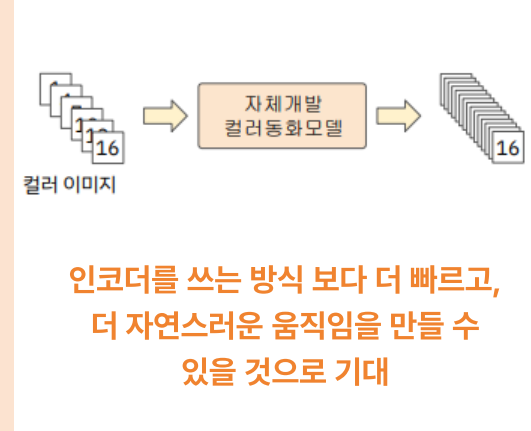 자체개발
컬러동화모델
16
16
컬러 이미지
인코더를 쓰는 방식 보다 더 빠르고,
더 자연스러운 움직임을 만들 수
있을 것으로 기대